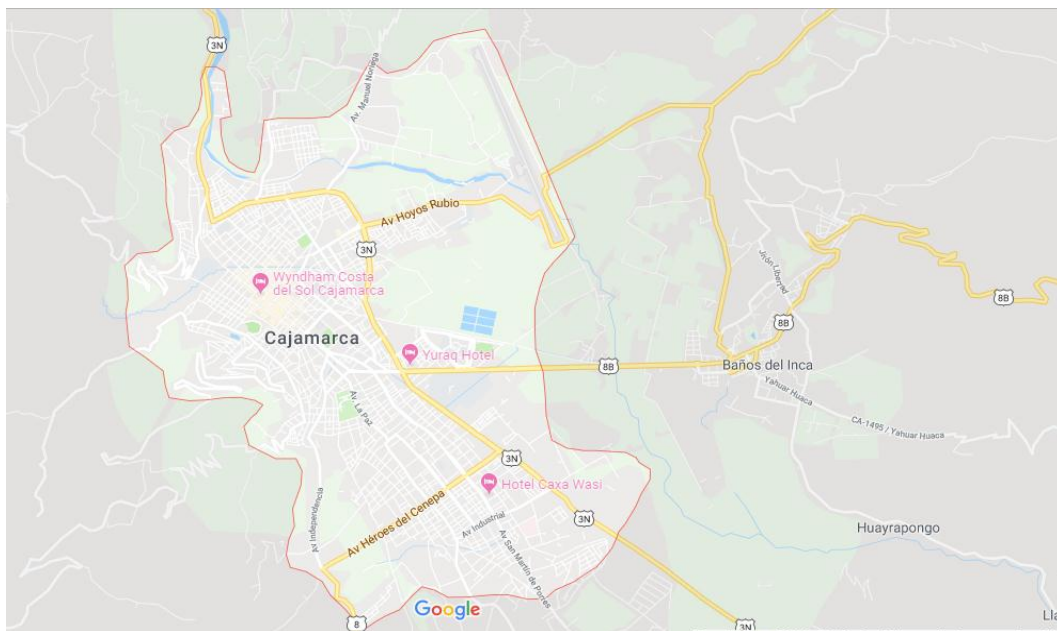 3N
Av. Manuel Noriega
Av Hoyos Rubio
3N
Wyndham Costa
del Sol Cajamarca
Jirón Libertad
8B
8B
Cajamarca
Yuraq Hotel
8B
Baños del Inca
Yahuar Huaca
Av. La Paz
CA-1495 / Yahuar Huaca
3N
Hotel Caxa Wasi
Av Independencia
Av Héroes del Cenepa
Av Industrial
3N
Huayrapongo
Av San Martín de Porres
Google
8
3N
Lla